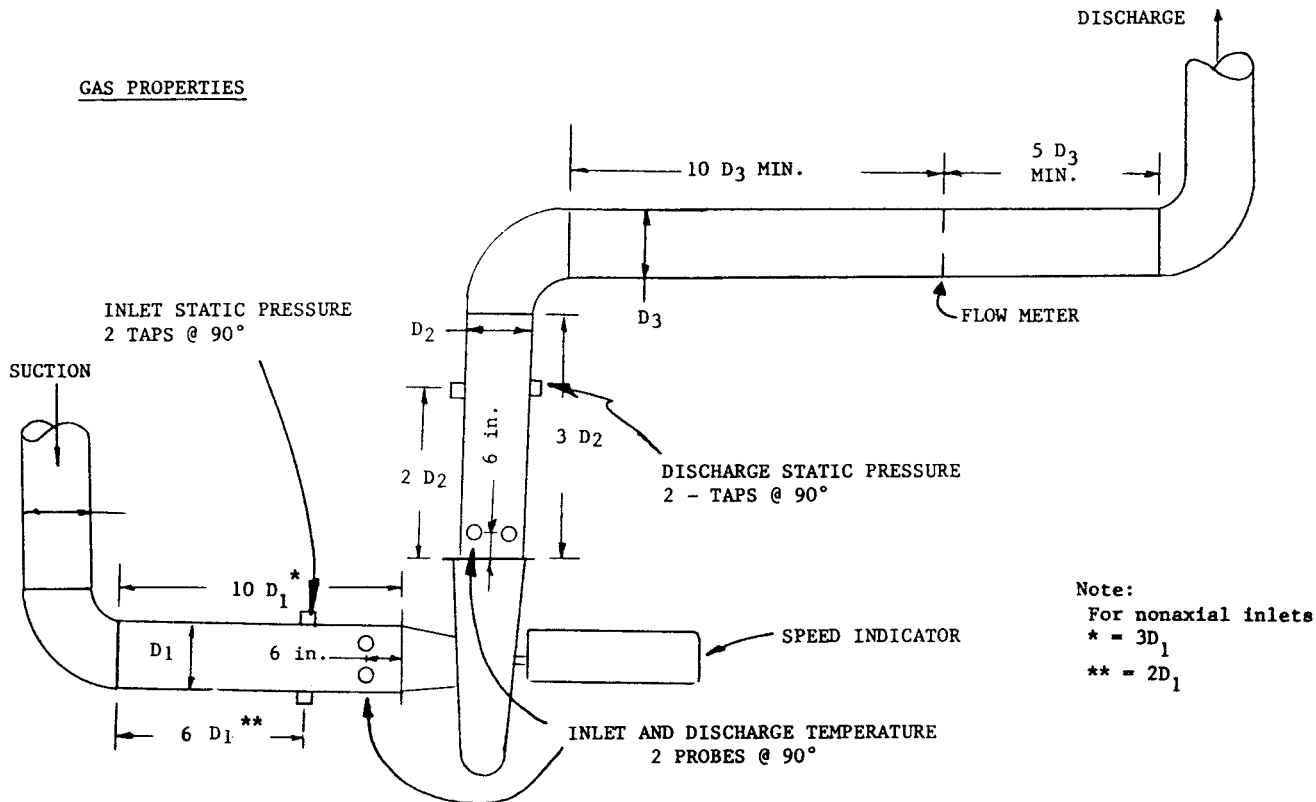 DISCHARGE
GAS PROPERTIES
10 D3 MIN.
5 D3
MIN.
INLET STATIC PRESSURE
2 TAPS @ 90°
D2
D3
FLOW METER
SUCTION
6 in.
3 D2
2 D2
DISCHARGE STATIC PRESSURE
2 - TAPS @ 90°
10 D1*
Note:
For nonaxial inlets
* = 3D1
** = 2D1
D1
6 in.
SPEED INDICATOR
6 D1**
INLET AND DISCHARGE TEMPERATURE
2 PROBES @ 90°